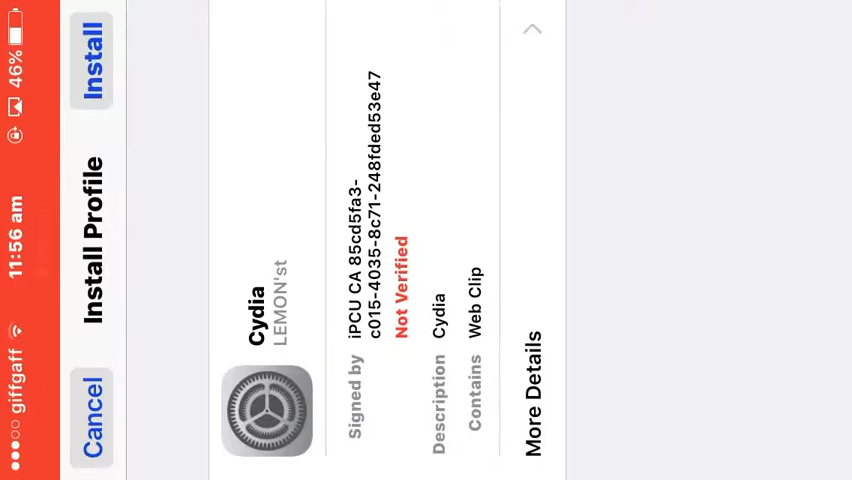 giffgaff 11:56 am 46%
Cancel Install Profile Install
Cydia
LEMON'st
Signed by iPCU CA 85cd5fa3-
c015-4035-8c71-248fded53e47
Not Verified
Description Cydia
Contains Web Clip
More Details